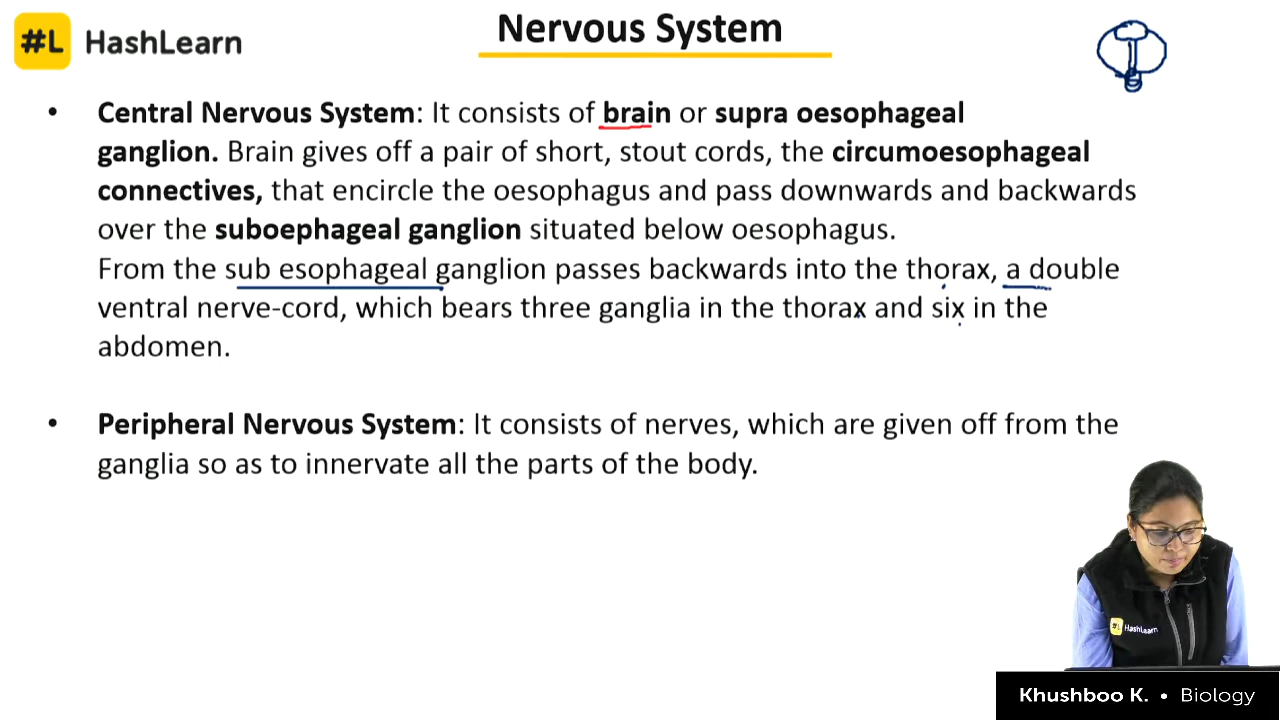 #L HashLearn
Nervous System
• Central Nervous System: It consists of brain or supra oesophageal
ganglion. Brain gives off a pair of short, stout cords, the circumoesophageal
connectives, that encircle the oesophagus and pass downwards and backwards
over the suboephageal ganglion situated below oesophagus.
From the sub esophageal ganglion passes backwards into the thorax, a double
ventral nerve-cord, which bears three ganglia in the thorax and six in the
abdomen.
• Peripheral Nervous System: It consists of nerves, which are given off from the
ganglia so as to innervate all the parts of the body.
#L HashLearn
Khushboo K. • Biology